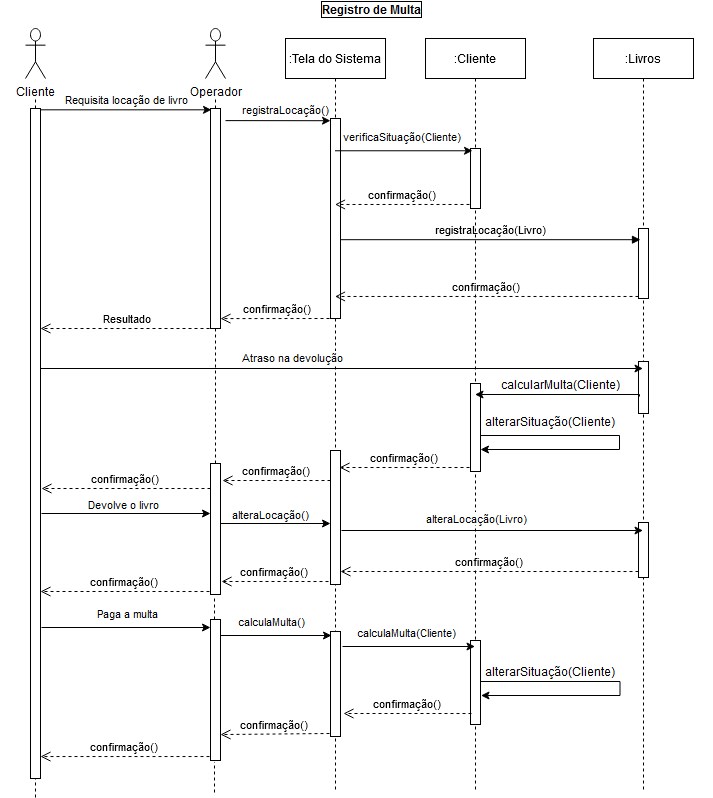 Registro de Multa
Cliente
Operador
:Tela do Sistema
:Cliente
:Livros
Requisita locação de livro
registraLocação()
verificaSituação(Cliente)
confirmação()
registraLocação(Livro)
confirmação()
confirmação()
Resultado
Atraso na devolução
calcularMulta(Cliente)
alterarSituação(Cliente)
confirmação()
confirmação()
confirmação()
Devolve o livro
alteraLocação()
alteraLocação(Livro)
confirmação()
confirmação()
confirmação()
Paga a multa
calculaMulta()
calculaMulta(Cliente)
alterarSituação(Cliente)
confirmação()
confirmação()
confirmação()